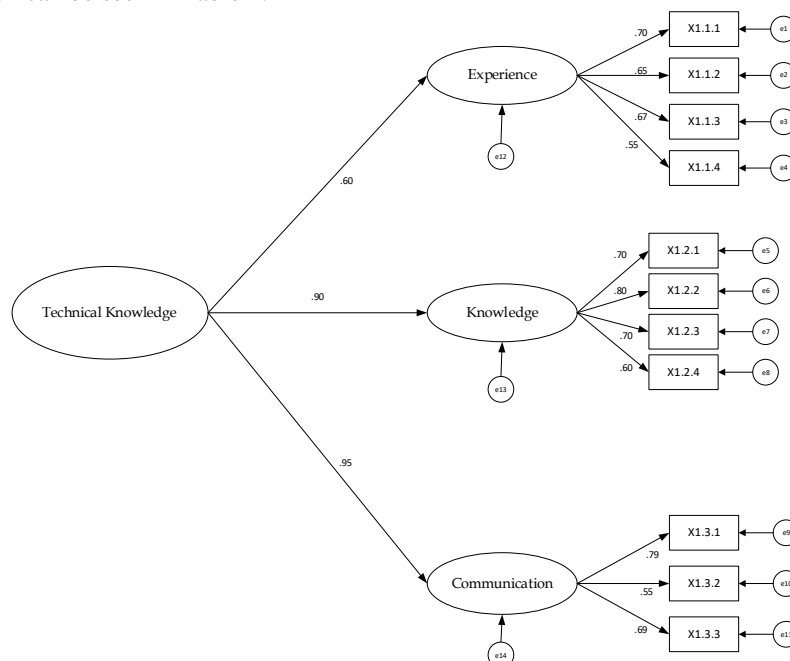 .70
X1.1.1
e1
Experience
.65
X1.1.2
e2
.67
X1.1.3
e3
.55
X1.1.4
e4
e12
.60
.70
X1.2.1
e5
.80
X1.2.2
e6
Technical Knowledge
.90
Knowledge
.70
X1.2.3
e7
.60
X1.2.4
e8
e13
.95
X1.3.1
e9
.79
Communication
.55
X1.3.2
e10
.69
X1.3.3
e11
e14